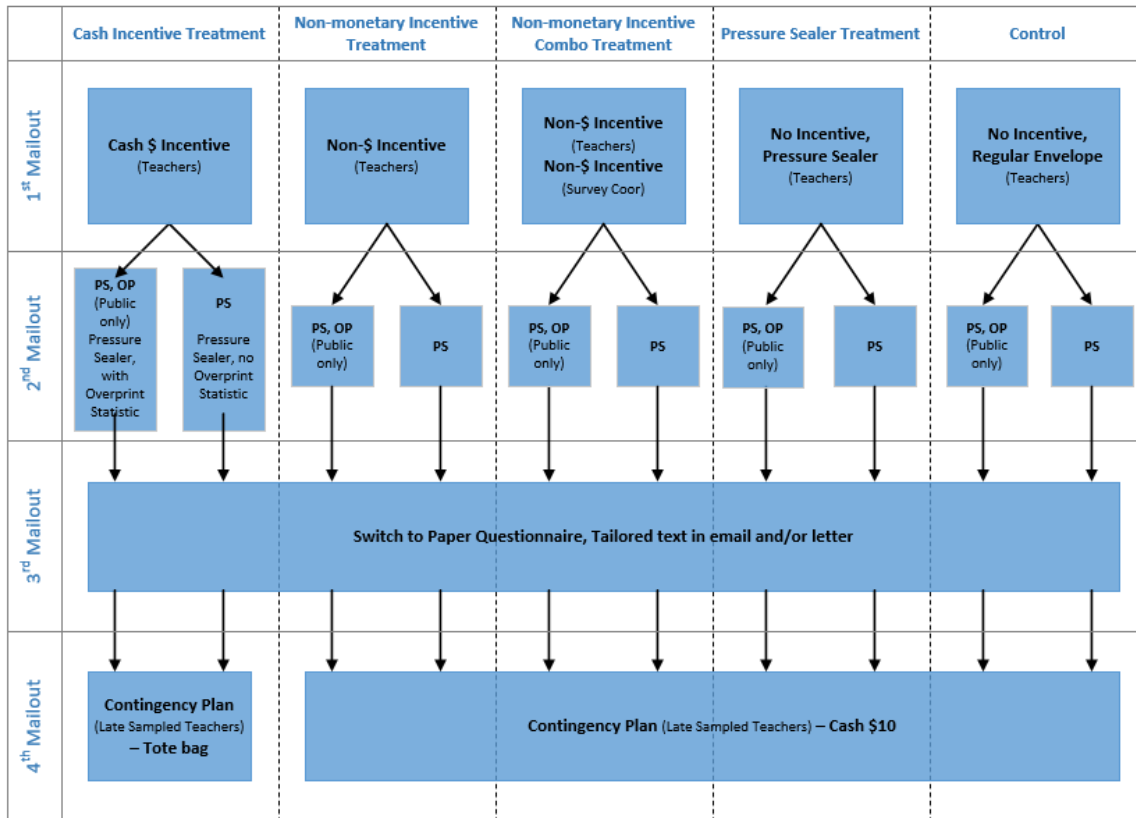 Cash Incentive Treatment
Non-monetary Incentive
Treatment
Non-monetary Incentive
Combo Treatment
Pressure Sealer Treatment
Control
1st Mailout
Cash $ Incentive
(Teachers)
Non-$ Incentive
(Teachers)
Non-$ Incentive
(Teachers)
Non-$ Incentive
(Survey Coor)
No Incentive,
Pressure Sealer
(Teachers)
No Incentive,
Regular Envelope
(Teachers)
2nd Mailout
PS, OP
(Public
only)
Pressure
Sealer,
with
Overprint
Statistic
PS
Pressure
Sealer, no
Overprint
Statistic
PS, OP
(Public
only)
PS
PS, OP
(Public
only)
PS
PS, OP
(Public
only)
PS
PS, OP
(Public
only)
PS
3rd Mailout
Switch to Paper Questionnaire, Tailored text in email and/or letter
4th Mailout
Contingency Plan
(Late Sampled Teachers)
– Tote bag
Contingency Plan (Late Sampled Teachers) – Cash $10